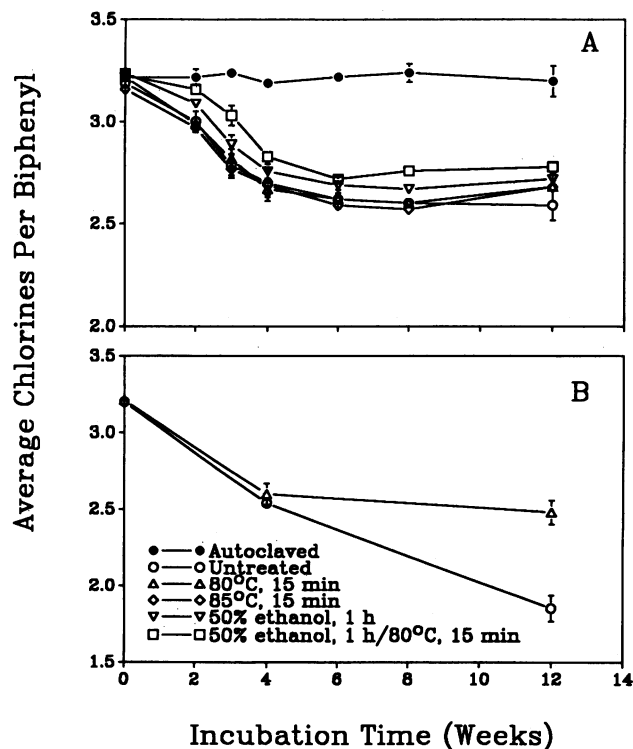 Average Chlorines Per Biphenyl
3.5
3.0
2.5
2.0
A
3.5
3.0
2.5
2.0
1.5
B
Autoclaved
Untreated
80°C, 15 min
85°C, 15 min
50% ethanol, 1 h
50% ethanol, 1 h/80°C, 15 min
0 2 4 6 8 10 12 14
Incubation Time (Weeks)